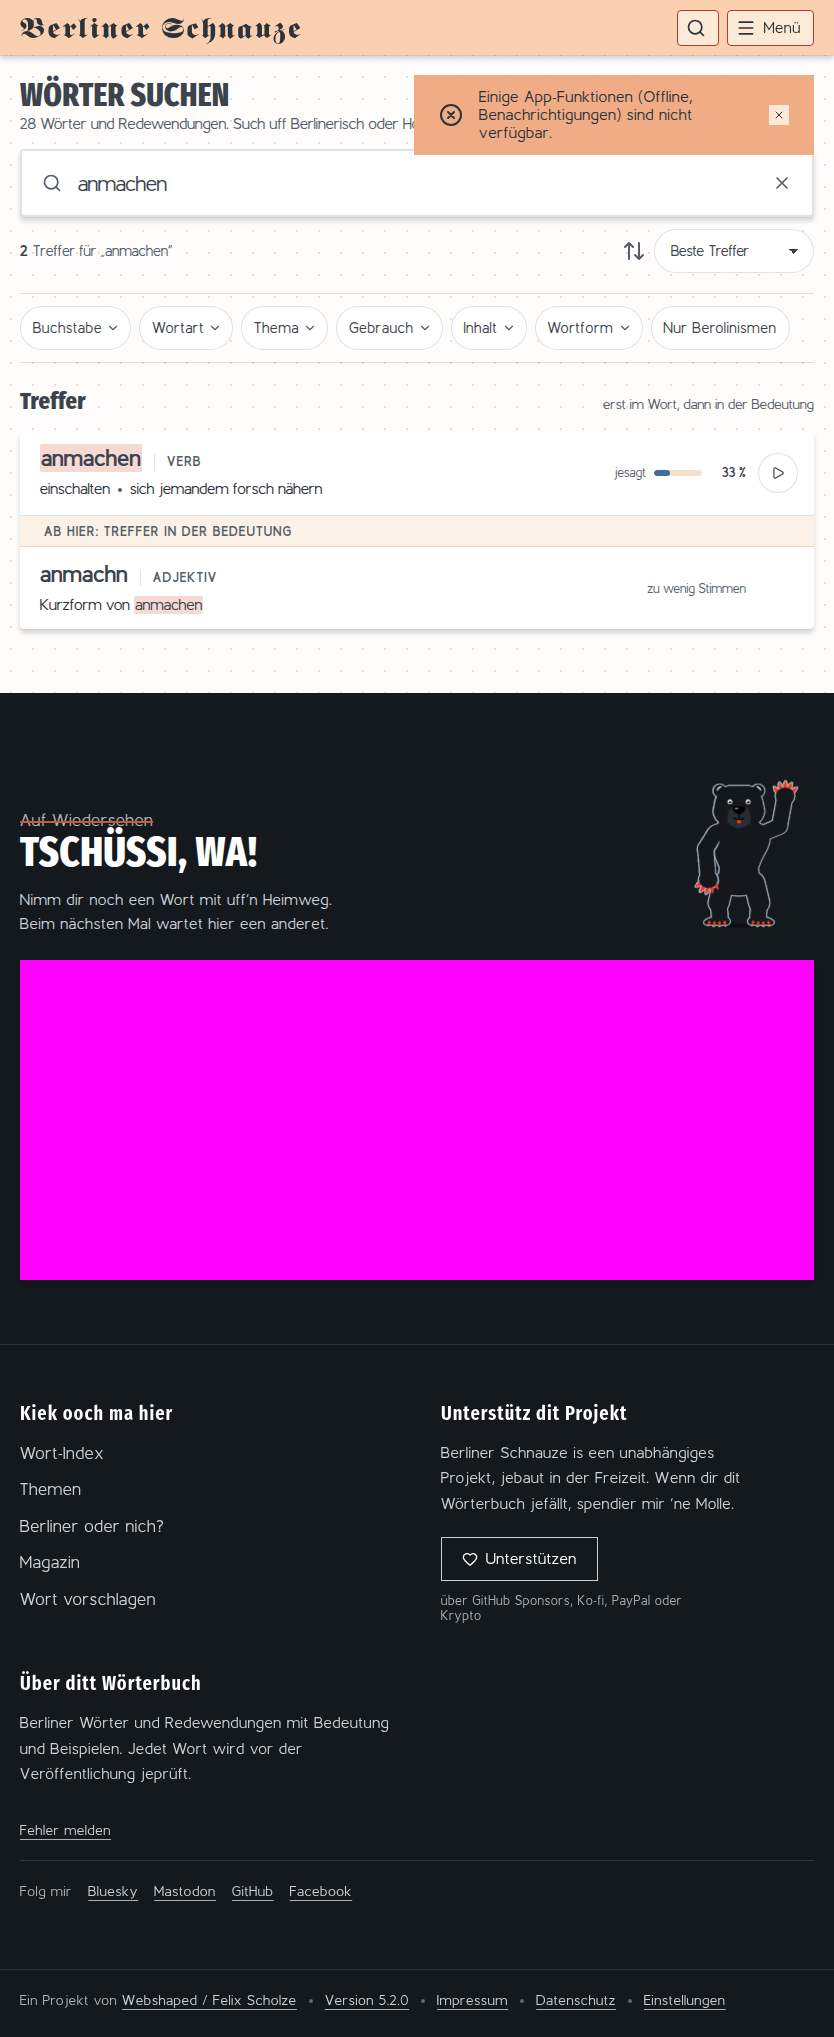 Berliner Schnauze
Menü
WÖRTER SUCHEN
28 Wörter und Redewendungen. Such uff Berlinerisch oder
Einige App-Funktionen (Offline,
Benachrichtigungen) sind nicht
verfügbar.
anmachen
2 Treffer für „anmachen“
Beste Treffer
Buchstabe
Wortart
Thema
Gebrauch
Inhalt
Wortform
Nur Berolinismen
Treffer
erst im Wort, dann in der Bedeutung
anmachen VERB
jesagt 33 %
einschalten • sich jemandem forsch nähern
AB HIER: TREFFER IN DER BEDEUTUNG
anmachn ADJEKTIV
zu wenig Stimmen
Kurzform von anmachen
Auf Wiedersehen
TSCHÜSSI, WA!
Nimm dir noch een Wort mit uff’n Heimweg.
Beim nächsten Mal wartet hier een anderet.
Kiek ooch ma hier
Wort-Index
Themen
Berliner oder nich?
Magazin
Wort vorschlagen
Unterstütz dit Projekt
Berliner Schnauze is een unabhängiges
Projekt, jebaut in der Freizeit. Wenn dir dit
Wörterbuch jefällt, spendier mir ’ne Molle.
Unterstützen
über GitHub Sponsors, Ko-fi, PayPal oder
Krypto
Über ditt Wörterbuch
Berliner Wörter und Redewendungen mit Bedeutung
und Beispielen. Jedet Wort wird vor der
Veröffentlichung jeprüft.
Fehler melden
Folg mir Bluesky Mastodon GitHub Facebook
Ein Projekt von Webshaped / Felix Scholze • Version 5.2.0 • Impressum • Datenschutz • Einstellungen